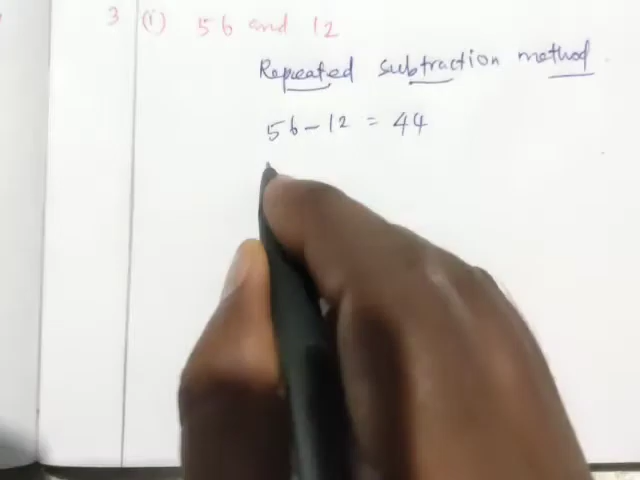 3 (i) 56 and 12
Repeated subtraction method
56 - 12 = 44